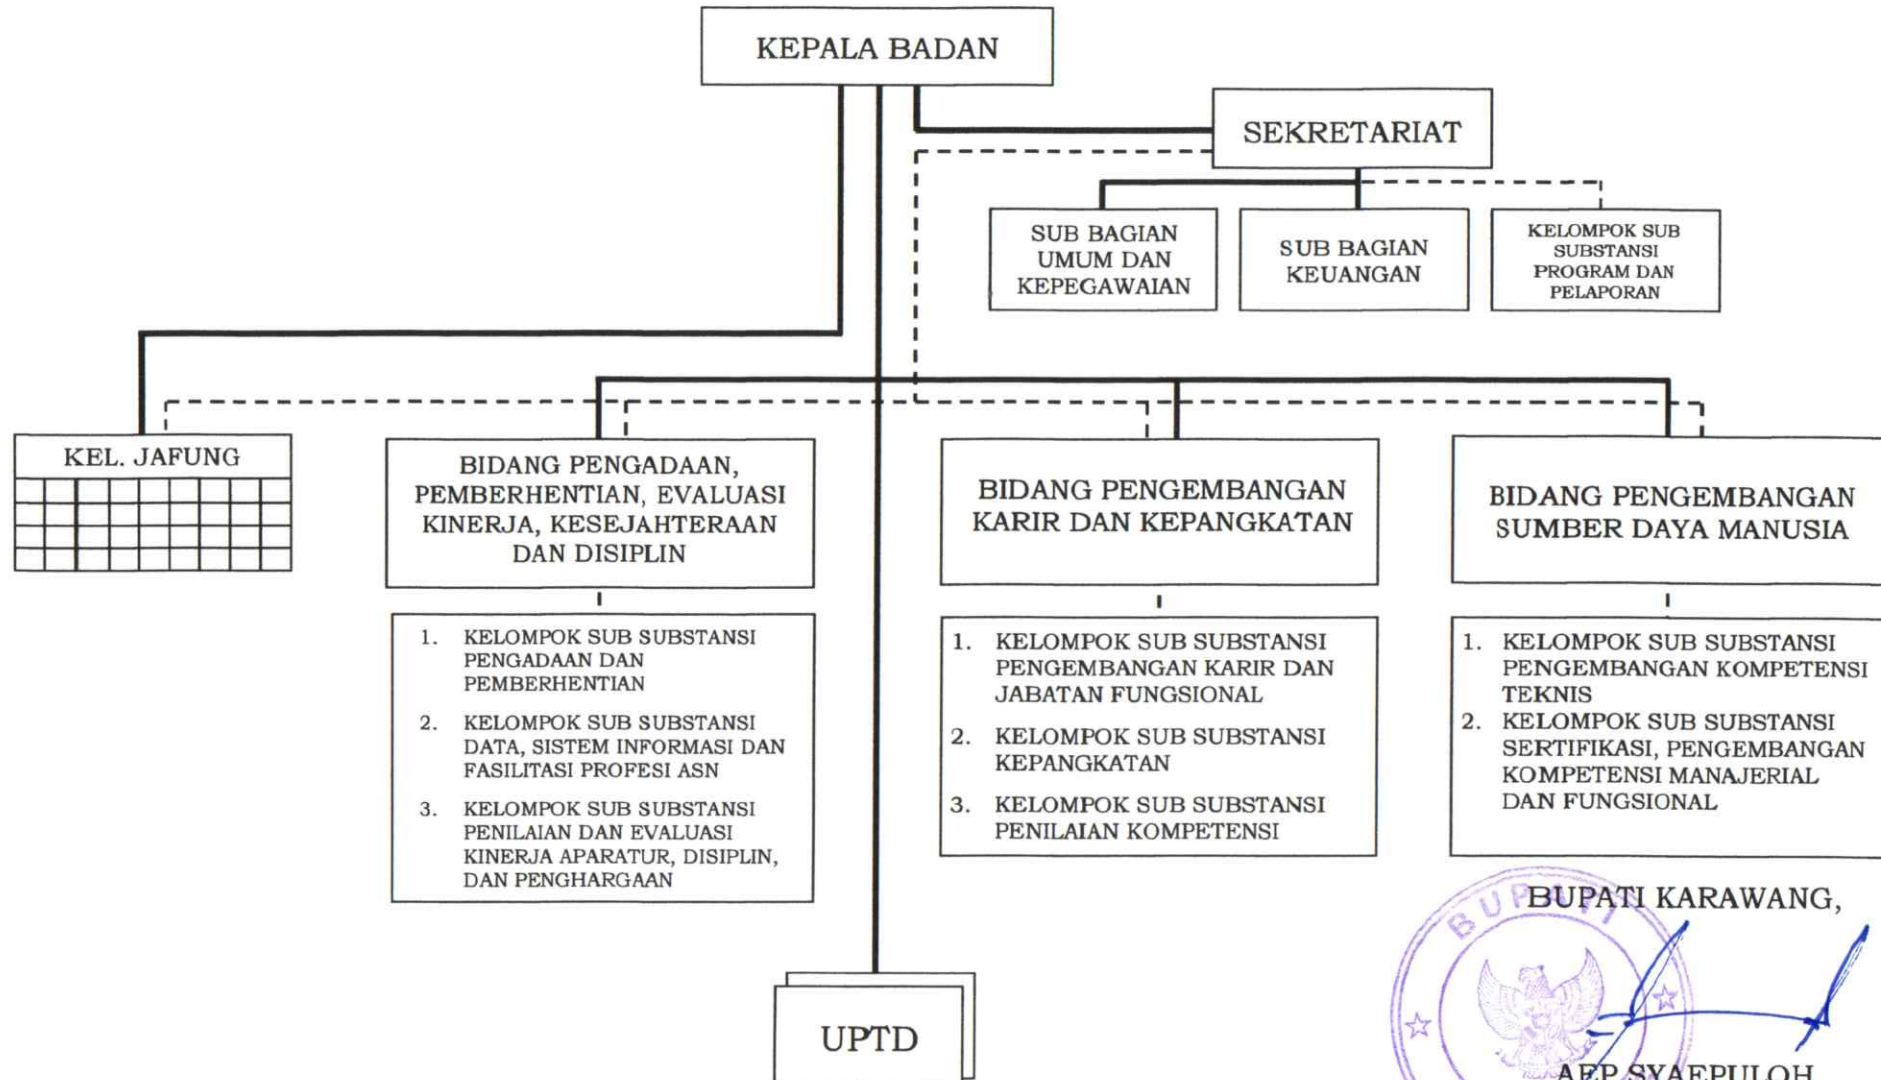 KEPALA BADAN
SEKRETARIAT
SUB BAGIAN
UMUM DAN
KEPEGAWAIAN
SUB BAGIAN
KEUANGAN
KELOMPOK SUB
SUBSTANSI
PROGRAM DAN
PELAPORAN
KEL. JAFUNG
BIDANG PENGADAAN,
PEMBERHENTIAN, EVALUASI
KINERJA, KESEJAHTERAAN
DAN DISIPLIN
BIDANG PENGEMBANGAN
KARIR DAN KEPANGKATAN
BIDANG PENGEMBANGAN
SUMBER DAYA MANUSIA
1. KELOMPOK SUB SUBSTANSI
PENGADAAN DAN
PEMBERHENTIAN
2. KELOMPOK SUB SUBSTANSI
DATA, SISTEM INFORMASI DAN
FASILITASI PROFESI ASN
3. KELOMPOK SUB SUBSTANSI
PENILAIAN DAN EVALUASI
KINERJA APARATUR, DISIPLIN,
DAN PENGHARGAAN
1. KELOMPOK SUB SUBSTANSI
PENGEMBANGAN KARIR DAN
JABATAN FUNGSIONAL
2. KELOMPOK SUB SUBSTANSI
KEPANGKATAN
3. KELOMPOK SUB SUBSTANSI
PENILAIAN KOMPETENSI
1. KELOMPOK SUB SUBSTANSI
PENGEMBANGAN KOMPETENSI
TEKNIS
2. KELOMPOK SUB SUBSTANSI
SERTIFIKASI, PENGEMBANGAN
KOMPETENSI MANAJERIAL
DAN FUNGSIONAL
UPTD
BUPATI KARAWANG,
BUPATI
AEP SYAEPULOH